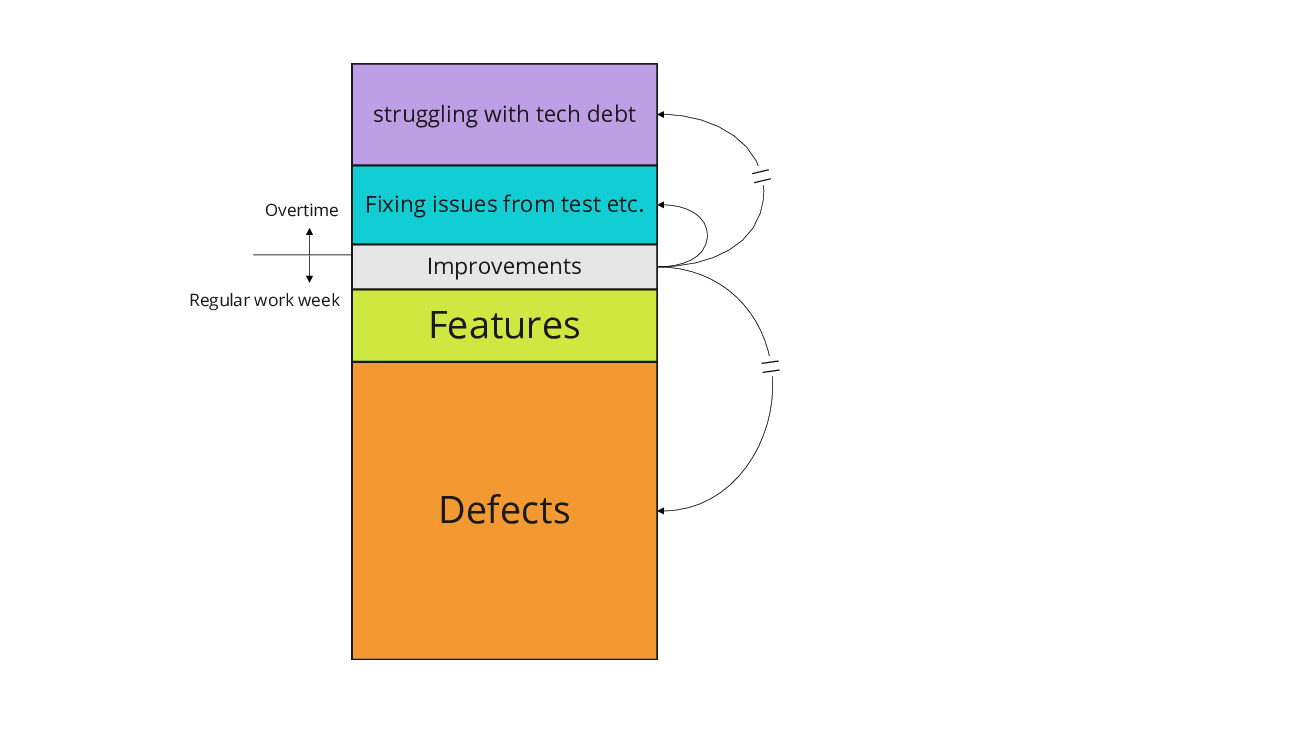 struggling with tech debt
Fixing issues from test etc.
Overtime
Improvements
Regular work week
Features
Defects